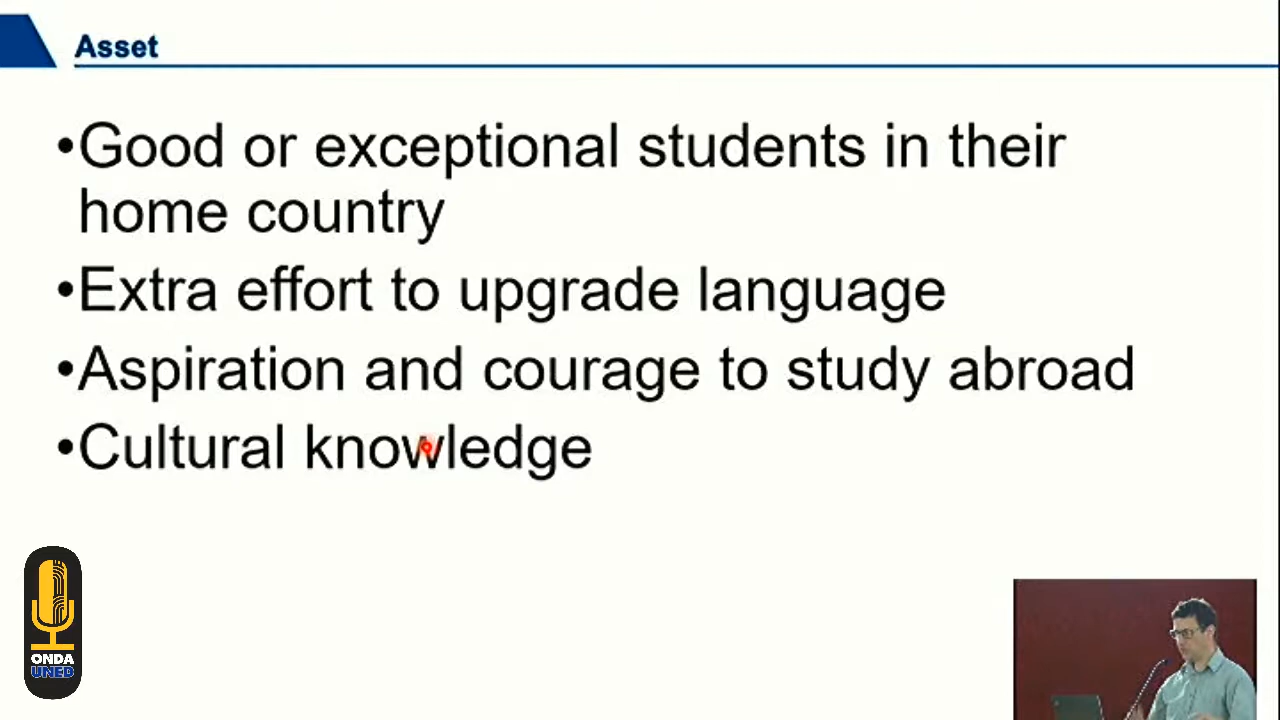 Asset
•Good or exceptional students in their
home country
•Extra effort to upgrade language
•Aspiration and courage to study abroad
•Cultural knowledge
ONDA
UNED